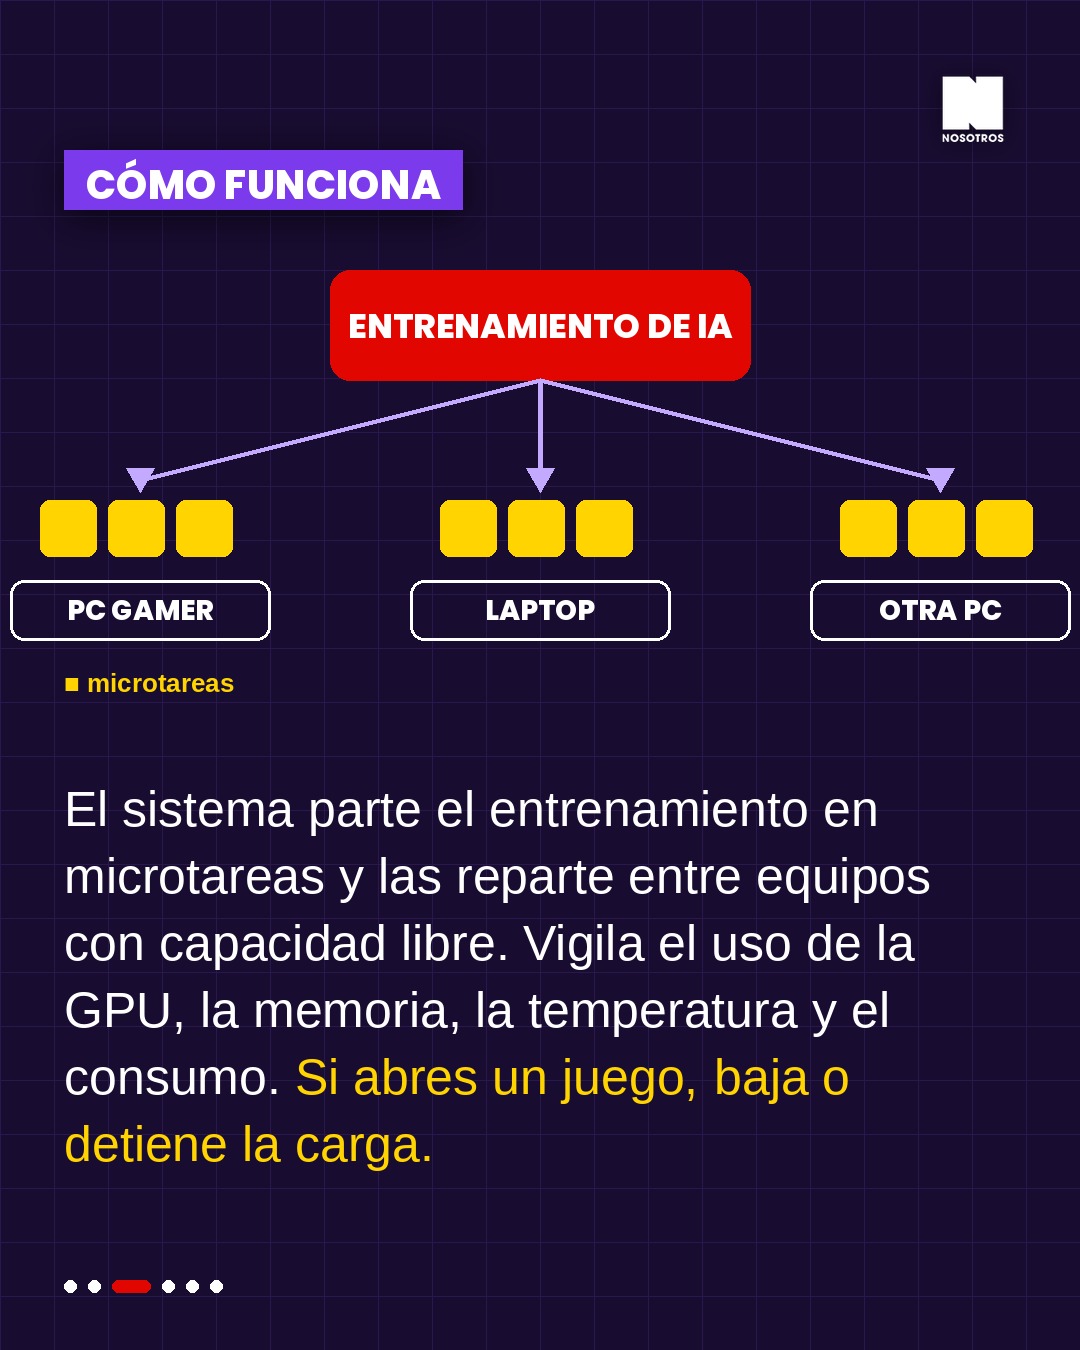 NOSOTROS
CÓMO FUNCIONA
ENTRENAMIENTO DE IA
PC GAMER
LAPTOP
OTRA PC
microtareas
El sistema parte el entrenamiento en
microtareas y las reparte entre equipos
con capacidad libre. Vigila el uso de la
GPU, la memoria, la temperatura y el
consumo. Si abres un juego, baja o
detiene la carga.